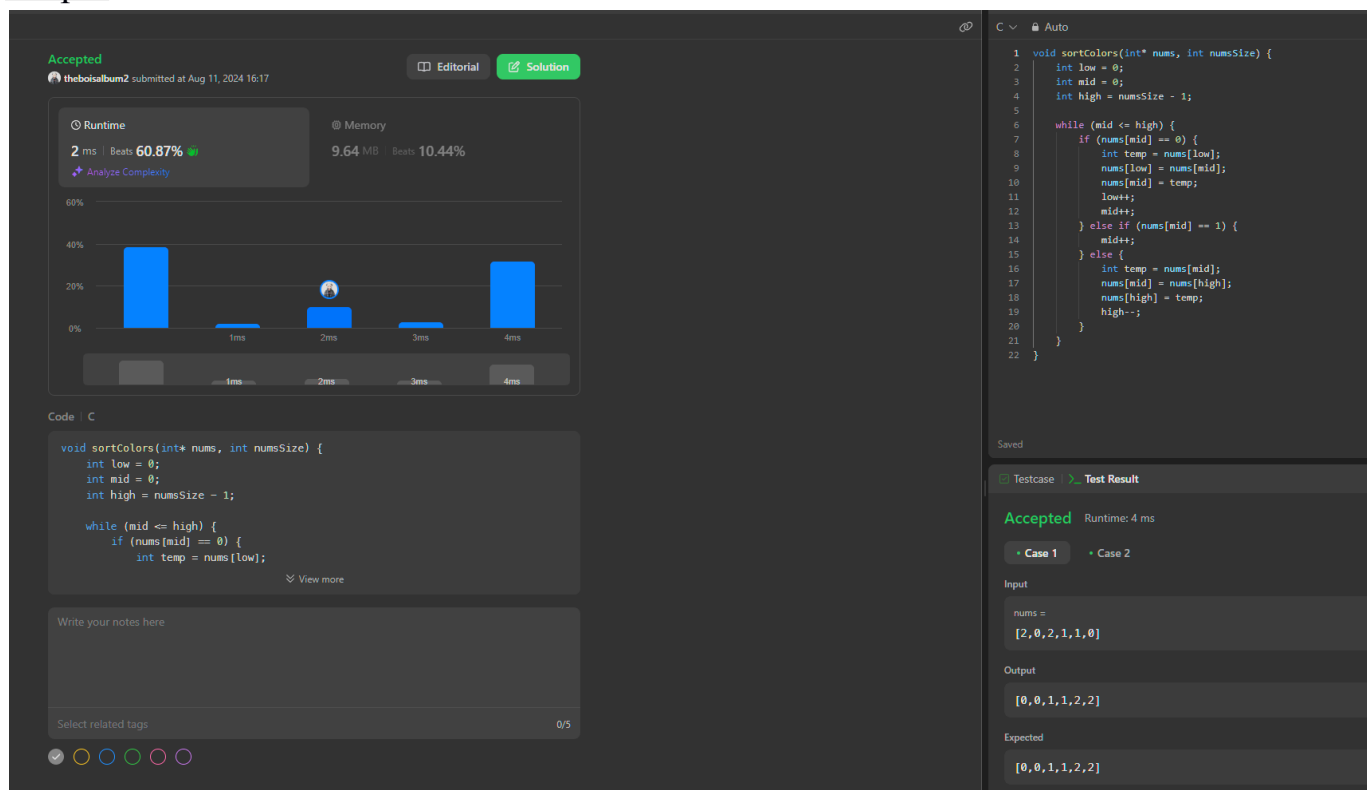 C Auto
Accepted
theboisalbum2 submitted at Aug 11, 2024 16:17
Editorial
Solution
Runtime
2 ms | Beats 60.87%
Analyze Complexity
Memory
9.64 MB | Beats 10.44%
60%
40%
20%
0%
1ms 2ms 3ms 4ms
1ms 2ms 3ms 4ms
Code | C
void sortColors(int* nums, int numsSize) {
    int low = 0;
    int mid = 0;
    int high = numsSize - 1;
    while (mid <= high) {
        if (nums[mid] == 0) {
            int temp = nums[low];
View more
Write your notes here
Select related tags 0/5
1 void sortColors(int* nums, int numsSize) {
2     int low = 0;
3     int mid = 0;
4     int high = numsSize - 1;
5
6     while (mid <= high) {
7         if (nums[mid] == 0) {
8             int temp = nums[low];
9             nums[low] = nums[mid];
10             nums[mid] = temp;
11             low++;
12             mid++;
13         } else if (nums[mid] == 1) {
14             mid++;
15         } else {
16             int temp = nums[mid];
17             nums[mid] = nums[high];
18             nums[high] = temp;
19             high--;
20         }
21     }
22 }
Saved
Testcase | >_ Test Result
Accepted Runtime: 4 ms
• Case 1 • Case 2
Input
nums =
[2,0,2,1,1,0]
Output
[0,0,1,1,2,2]
Expected
[0,0,1,1,2,2]